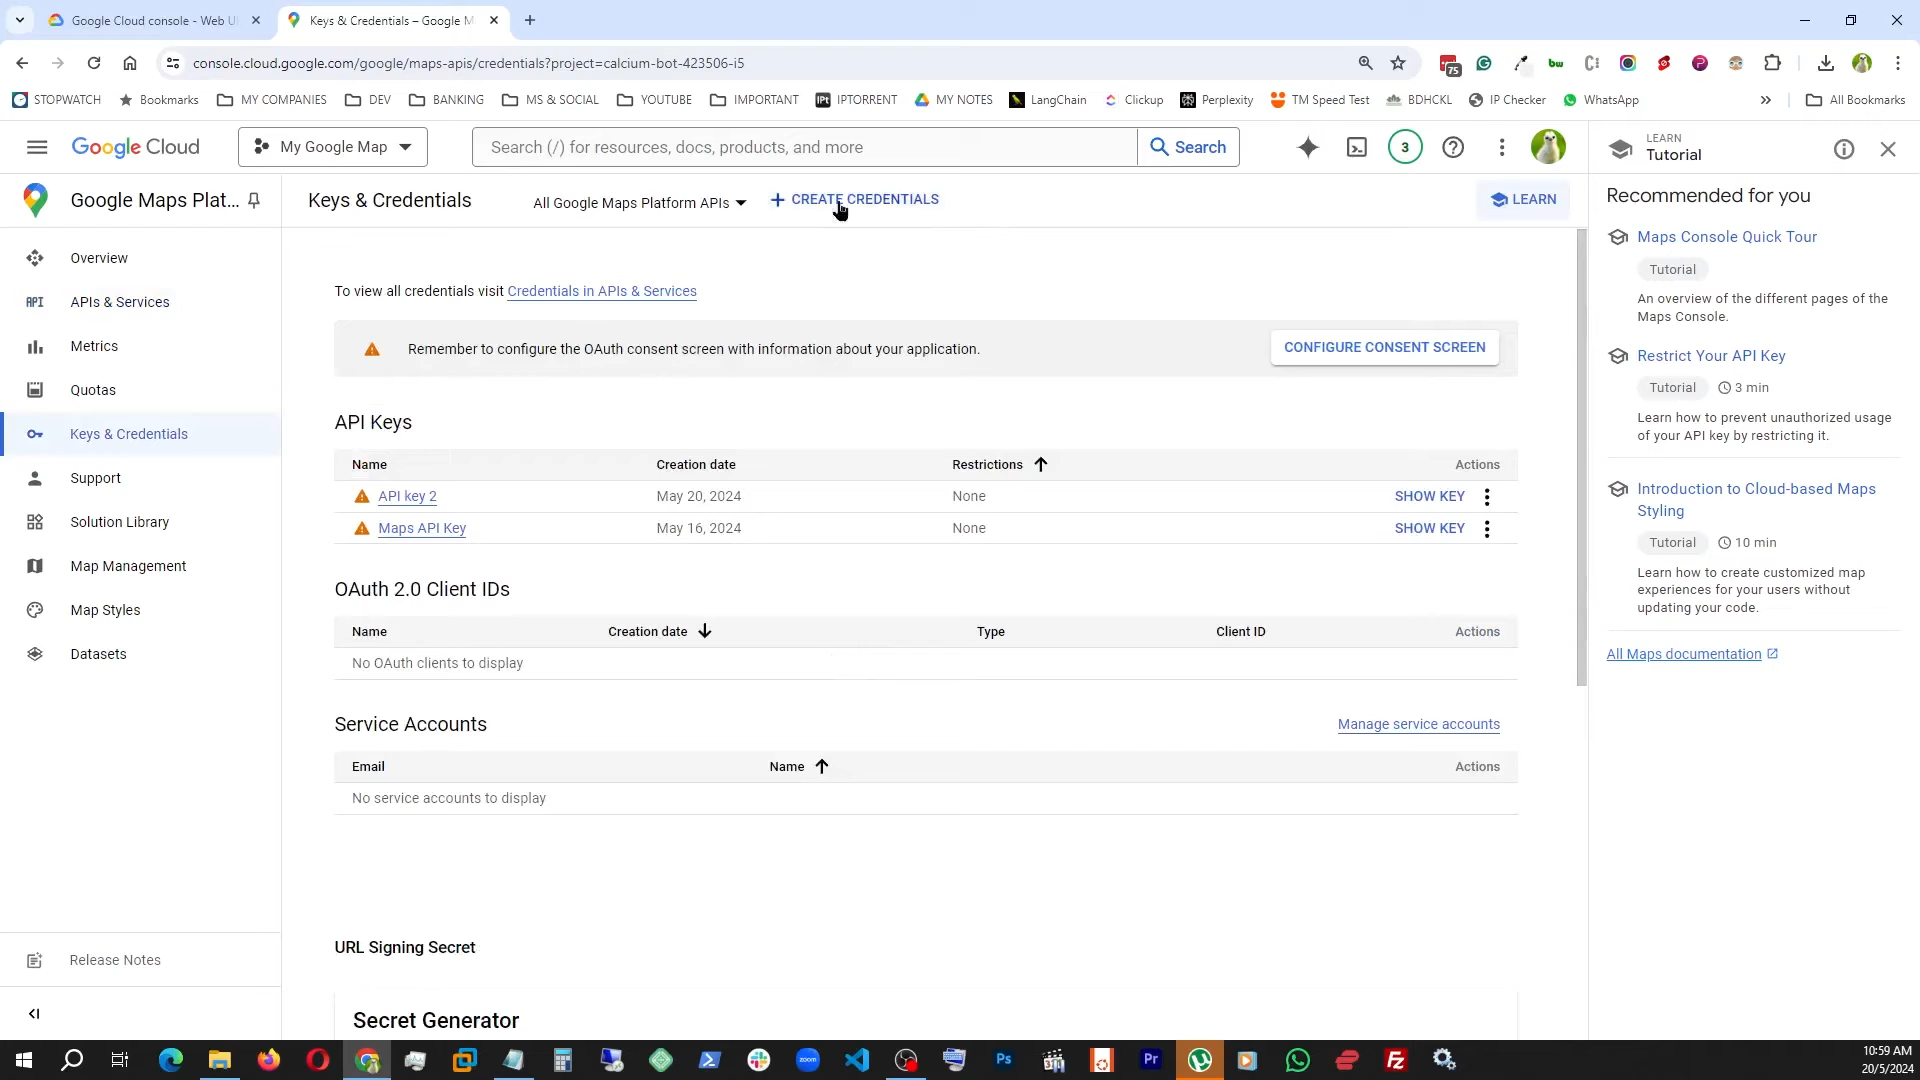 Google Cloud console - Web U
Keys & Credentials – Google M
console.cloud.google.com/google/maps-apis/credentials?project=calcium-bot-423506-i5
75
bw
STOPWATCH
Bookmarks
MY COMPANIES
DEV
BANKING
MS & SOCIAL
YOUTUBE
IMPORTANT
IPt IPTORRENT
MY NOTES
LangChain
Clickup
Perplexity
TM Speed Test
BDHCKL
IP Checker
WhatsApp
All Bookmarks
Google Cloud
My Google Map
Search (/) for resources, docs, products, and more
Search
3
LEARN
Tutorial
Google Maps Plat...
Keys & Credentials
All Google Maps Platform APIs
+ CREATE CREDENTIALS
LEARN
Overview
API APIs & Services
Metrics
Quotas
Keys & Credentials
Support
Solution Library
Map Management
Map Styles
Datasets
Release Notes
To view all credentials visit Credentials in APIs & Services
Remember to configure the OAuth consent screen with information about your application.
CONFIGURE CONSENT SCREEN
API Keys
Name Creation date Restrictions Actions
API key 2 May 20, 2024 None SHOW KEY
Maps API Key May 16, 2024 None SHOW KEY
OAuth 2.0 Client IDs
Name Creation date Type Client ID Actions
No OAuth clients to display
Service Accounts
Manage service accounts
Email Name Actions
No service accounts to display
URL Signing Secret
Secret Generator
Recommended for you
Maps Console Quick Tour
Tutorial
An overview of the different pages of the
Maps Console.
Restrict Your API Key
Tutorial 3 min
Learn how to prevent unauthorized usage
of your API key by restricting it.
Introduction to Cloud-based Maps
Styling
Tutorial 10 min
Learn how to create customized map
experiences for your users without
updating your code.
All Maps documentation
zoom
Ps
Pr
10:59 AM
20/5/2024